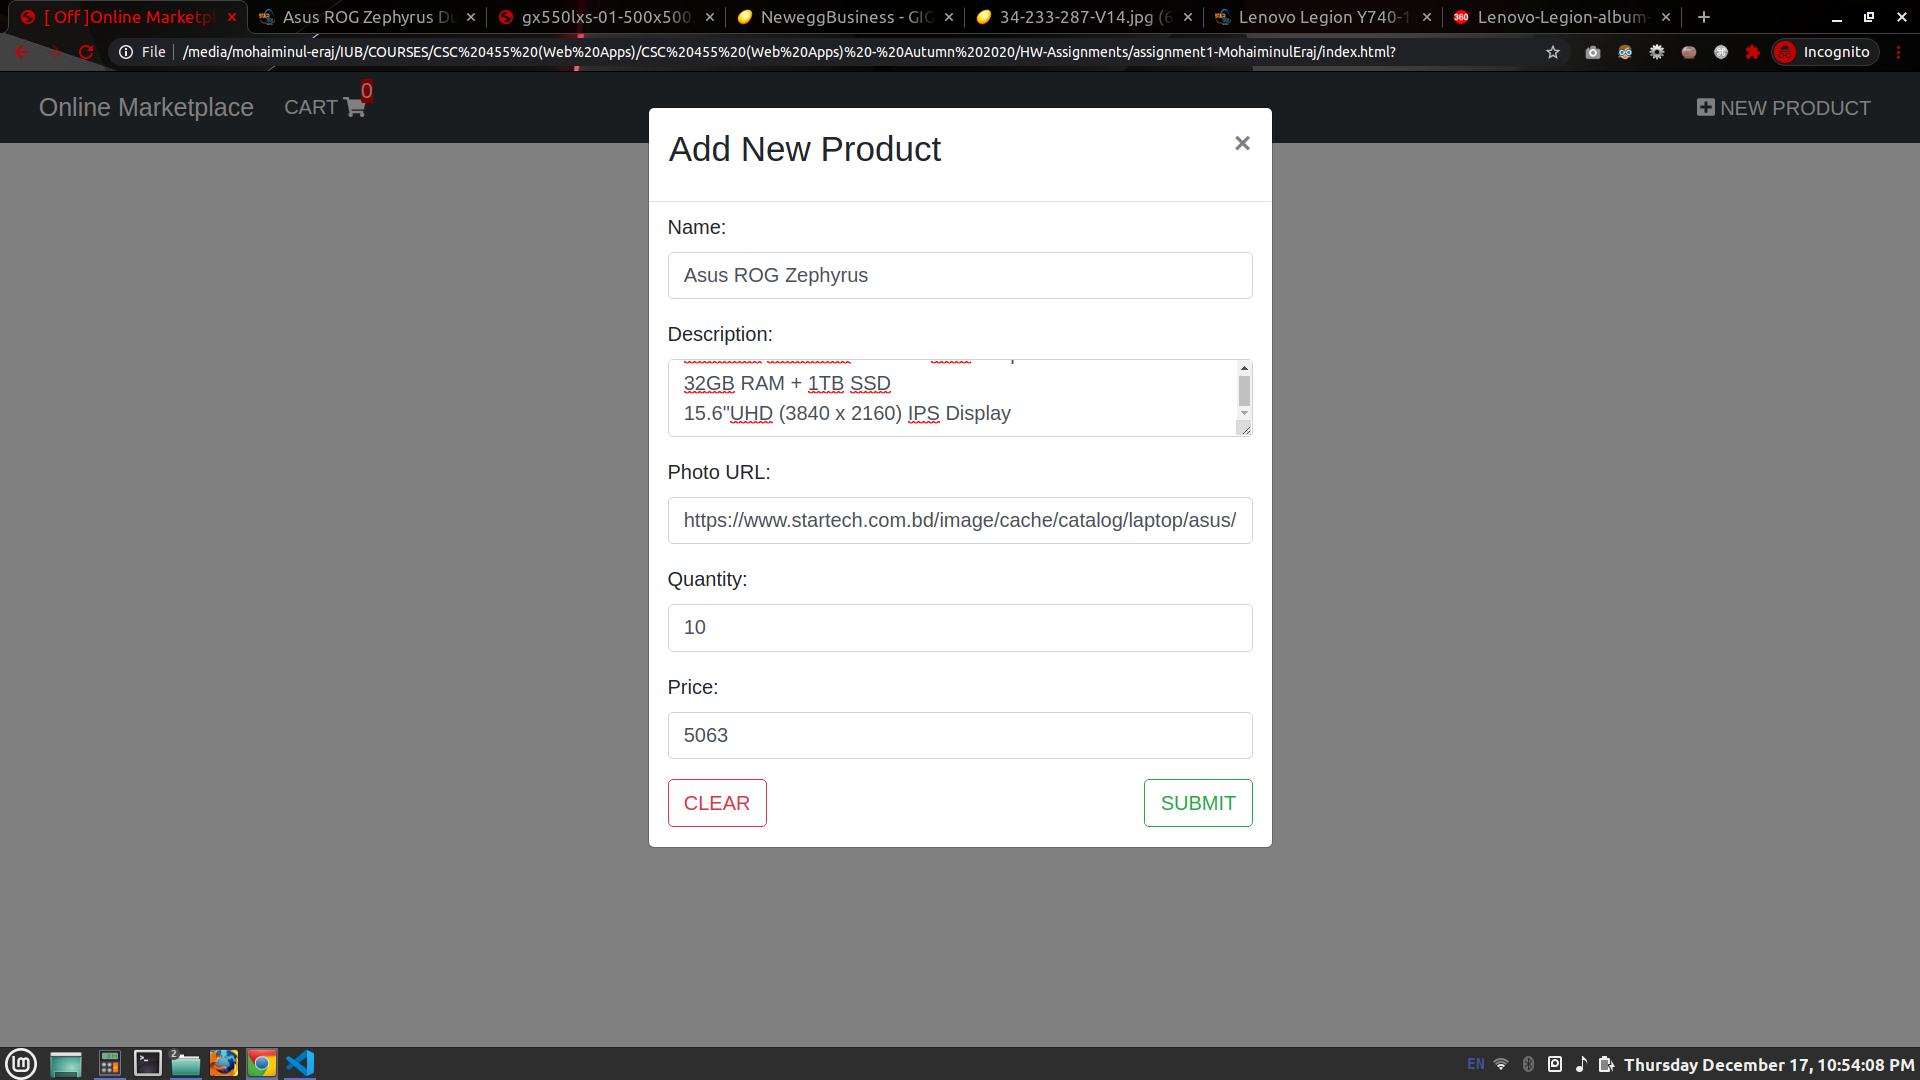 [ Off ]Online Marketpl
Asus ROG Zephyrus Du
gx550lxs-01-500x500.
NeweggBusiness - GIG
34-233-287-V14.jpg (6
Lenovo Legion Y740-1
360
Lenovo-Legion-album-
File
/media/mohaiminul-eraj/IUB/COURSES/CSC%20455%20(Web%20Apps)/CSC%20455%20(Web%20Apps)%20-%20Autumn%202020/HW-Assignments/assignment1-MohaiminulEraj/index.html?
Incognito
Online Marketplace
CART
0
NEW PRODUCT
Add New Product
×
Name:
Asus ROG Zephyrus
Description:
32GB RAM + 1TB SSD
15.6"UHD (3840 x 2160) IPS Display
Photo URL:
https://www.startech.com.bd/image/cache/catalog/laptop/asus/
Quantity:
10
Price:
5063
CLEAR
SUBMIT
2
EN
Thursday December 17, 10:54:08 PM